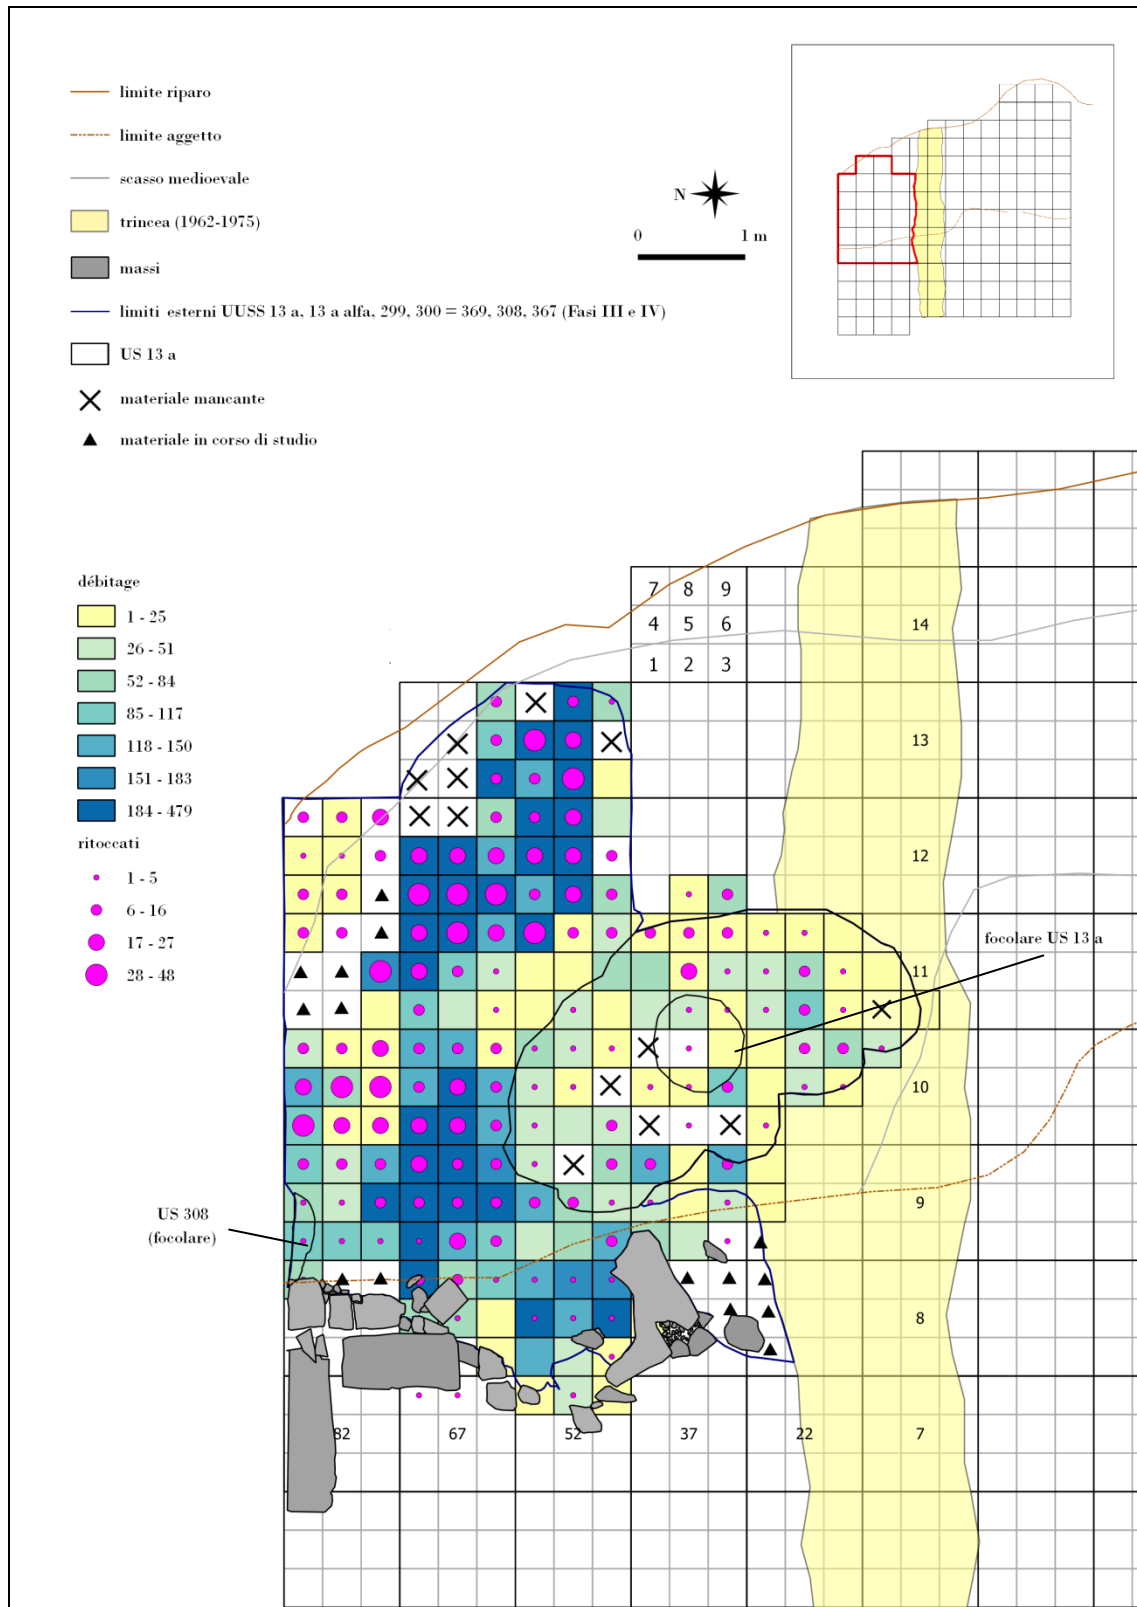 limite riparo
limite aggetto
scasso medioevale
trincea (1962-1975)
massi
limiti esterni UUSS 13 a, 13 a alfa, 299, 300 = 369, 308, 367 (Fasi III e IV)
US 13 a
materiale mancante
materiale in corso di studio
N
0 1 m
débitage
1 - 25
26 - 51
52 - 84
85 - 117
118 - 150
151 - 183
184 - 479
ritoccati
1 - 5
6 - 16
17 - 27
28 - 48
7 8 9
4 5 6 14
1 2 3
13
12
focolare US 13 a
11
10
9
US 308
(focolare)
8
82 67 52 37 22 7